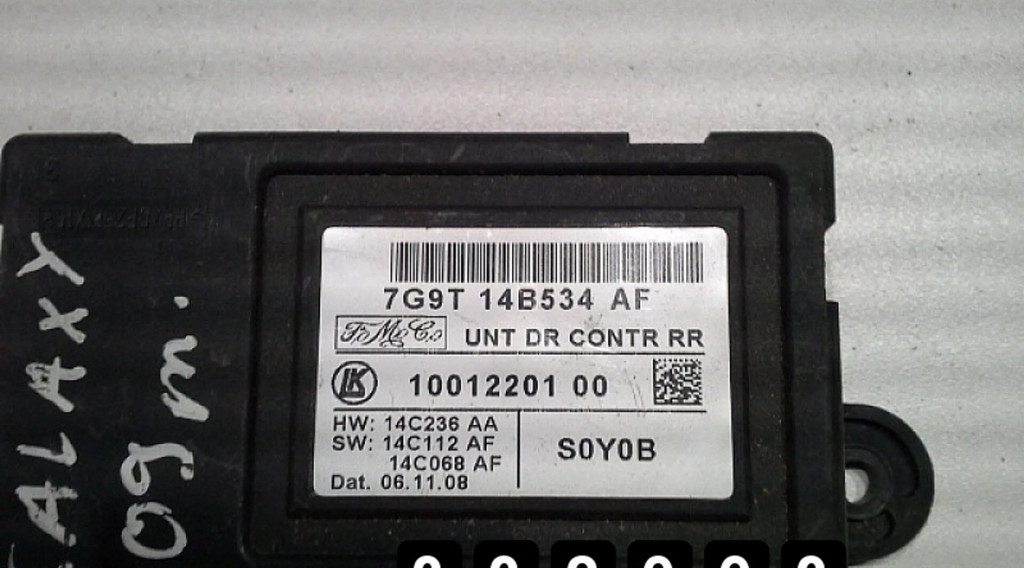 7G9T 14B534 AF
FoMoCo UNT DR CONTR RR
LK 10012201 00
HW: 14C236 AA
SW: 14C112 AF
14C068 AF
Dat. 06.11.08
S0Y0B
GALAXY
09 m.